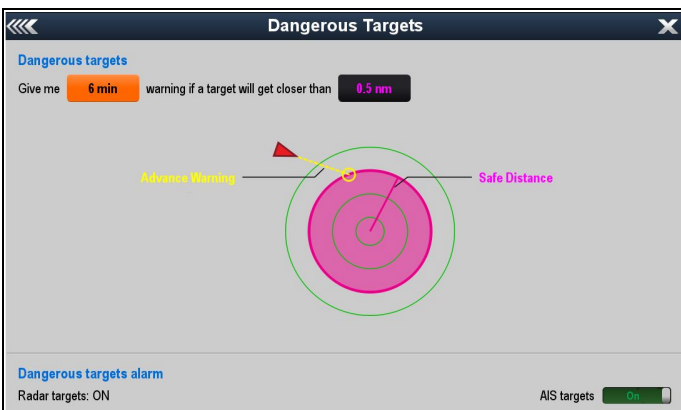 Dangerous Targets
Dangerous targets
Give me 6 min warning if a target will get closer than 0.5 nm
Advance Warning
Safe Distance
Dangerous targets alarm
Radar targets: ON AIS targets On